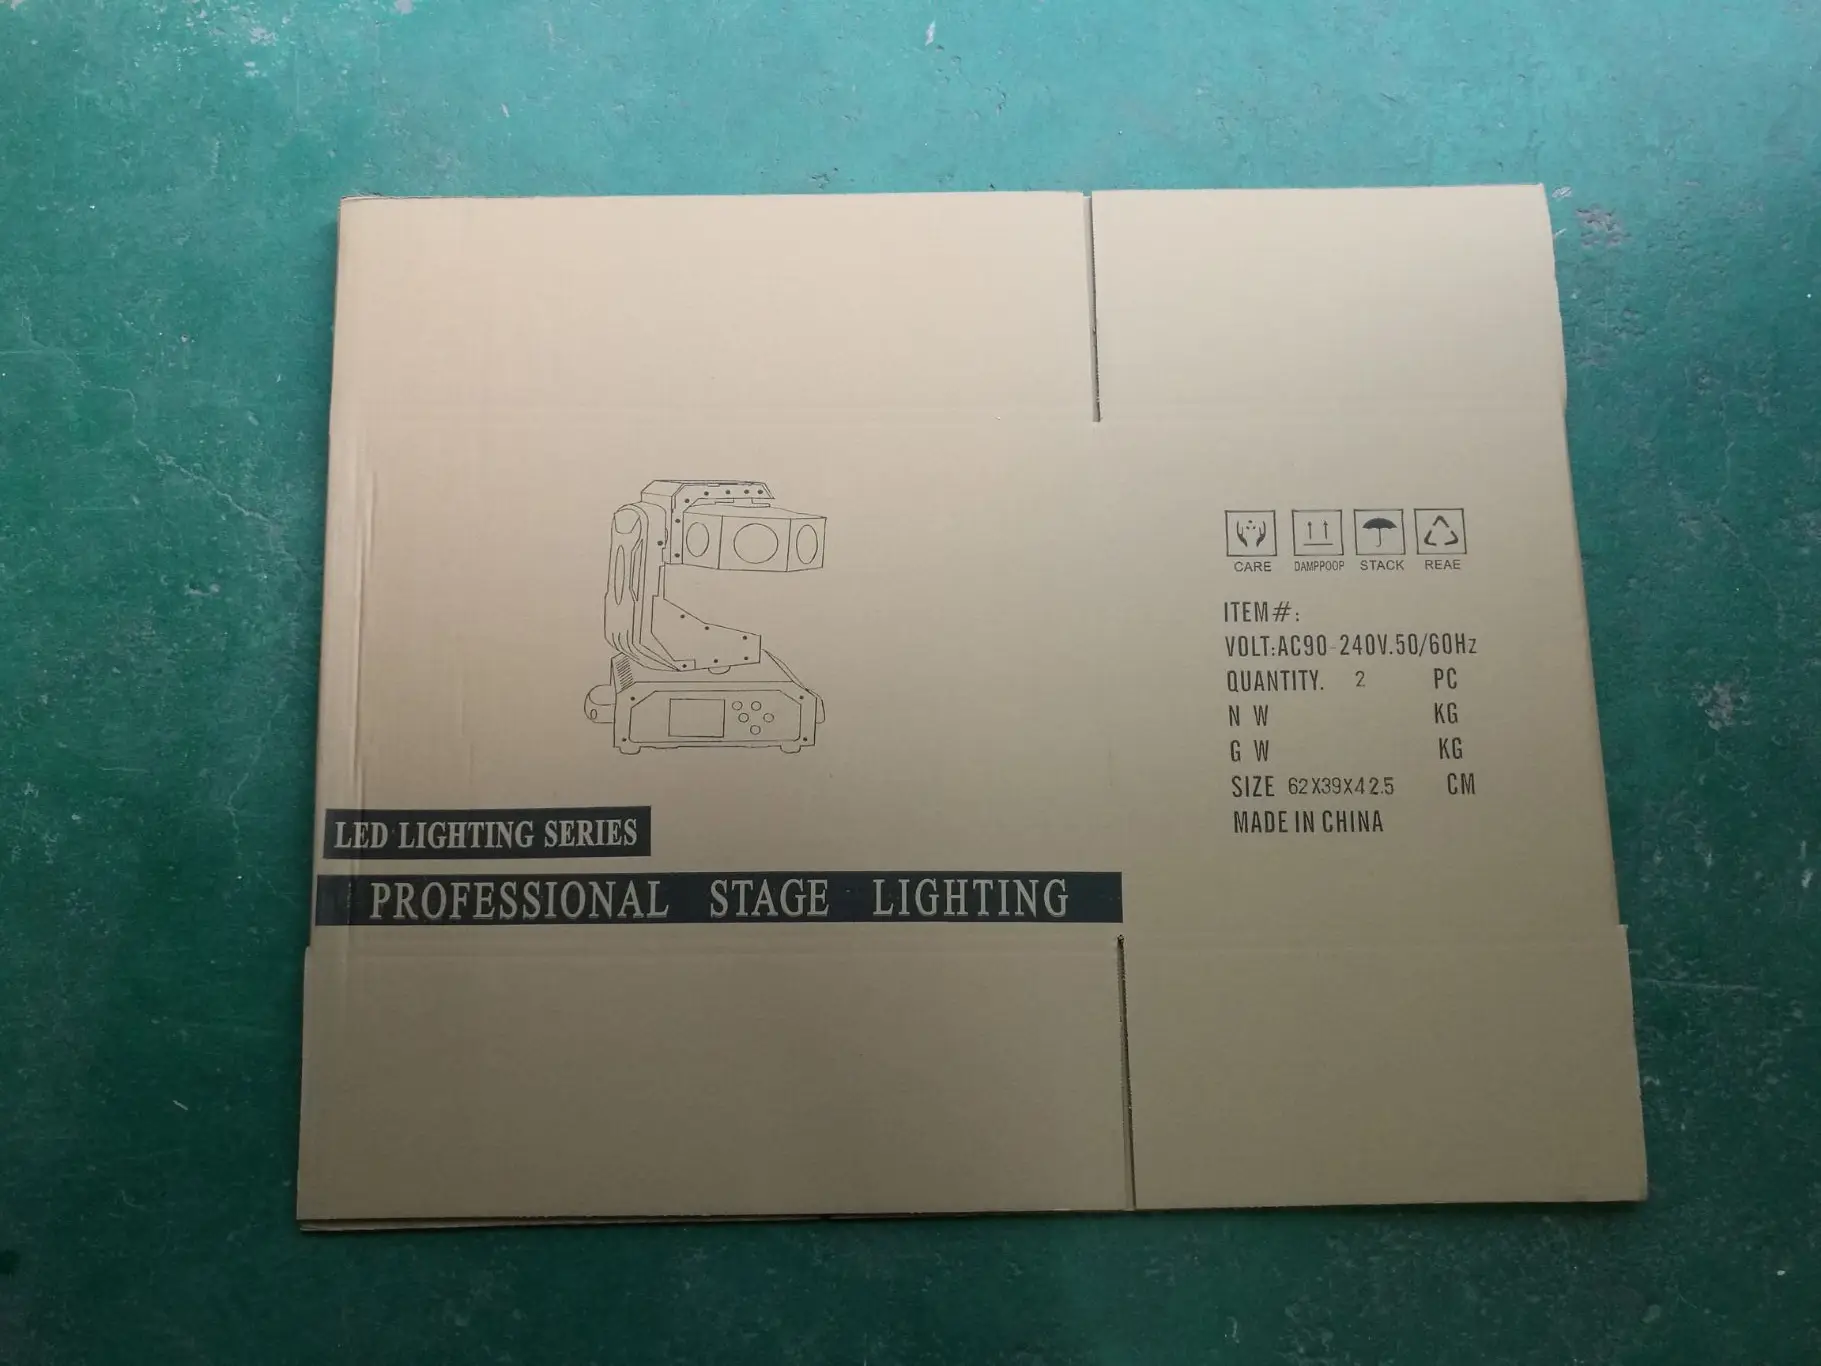 LED LIGHTING SERIES
PROFESSIONAL STAGE LIGHTING
CARE DAMPPOOP STACK REAE
ITEM#:
VOLT:AC90-240V.50/60Hz
QUANTITY. 2 PC
N W KG
G W KG
SIZE 62X39X42.5 CM
MADE IN CHINA